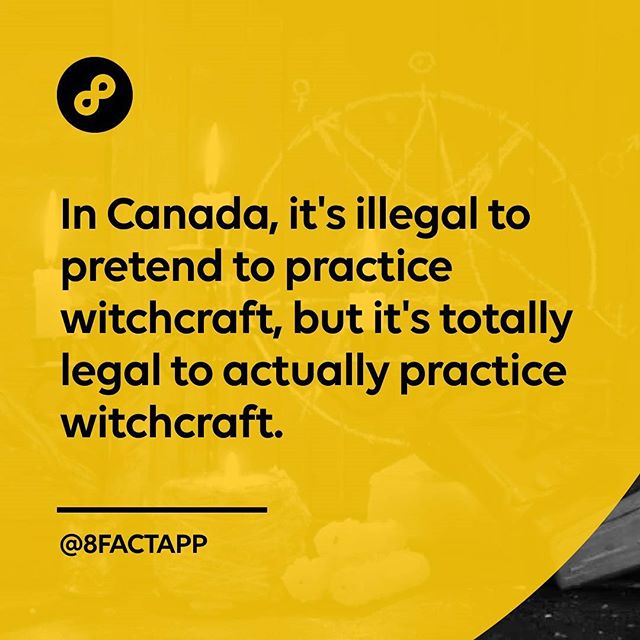 In Canada, it's illegal to
pretend to practice
witchcraft, but it's totally
legal to actually practice
witchcraft.
@8FACTAPP